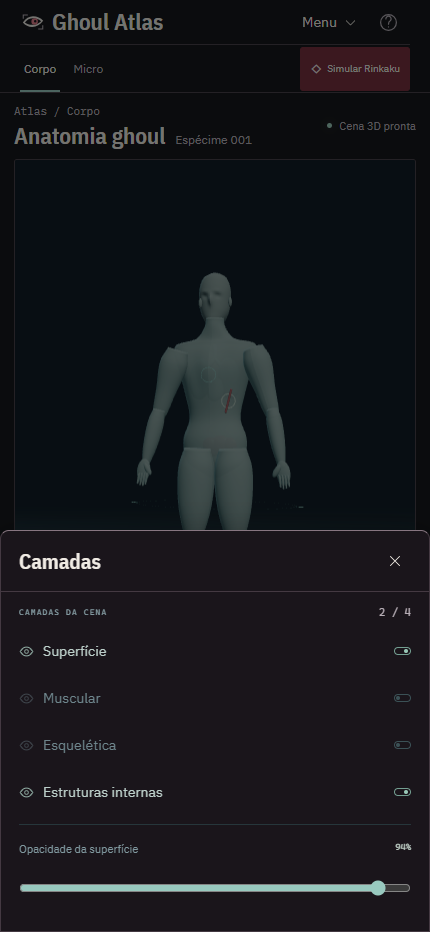 Ghoul Atlas
Menu
Corpo
Micro
Simular Rinkaku
Atlas / Corpo
Anatomia ghoul
Espécime 001
Cena 3D pronta
Camadas
CAMADAS DA CENA
2 / 4
Superfície
Muscular
Esquelética
Estruturas internas
Opacidade da superfície
94%